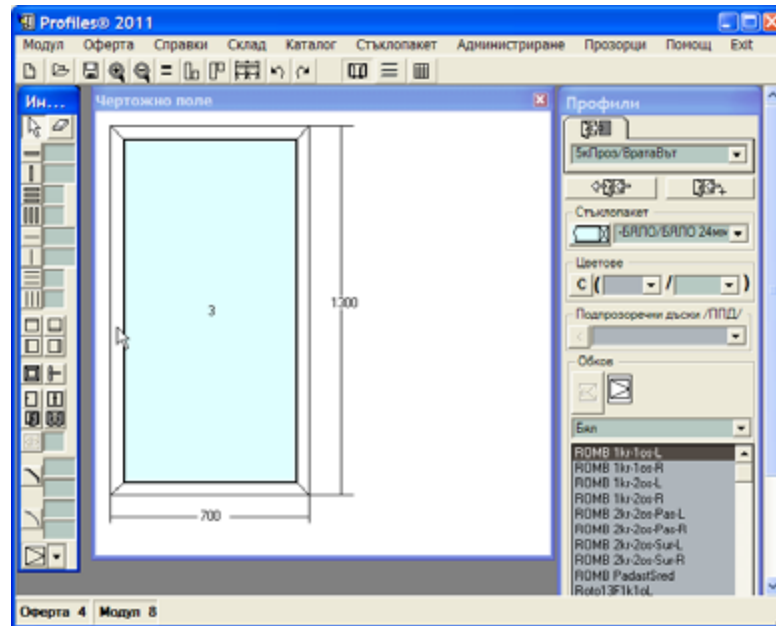 Profiles® 2011
Модул Оферта Справки Склад Каталог Стъклопакет Администриране Прозорци Помощ Exit
Ин...
Чертожно поле
Профили
5кПроз/ВратаВът
Стъклопакет
-БЯЛО/БЯЛО 24мм
Цветове
C ( / )
Подпрозоречни дъски /ППД/
<
Обков
Бял
3
1300
700
ROMB 1kr-1os-L
ROMB 1kr-1os-R
ROMB 1kr-2os-L
ROMB 1kr-2os-R
ROMB 2kr-2os-Pas-L
ROMB 2kr-2os-Pas-R
ROMB 2kr-2os-Sur-L
ROMB 2kr-2os-Sur-R
ROMB PadastSred
Roto13F1k1oL
Оферта 4 Модул 8